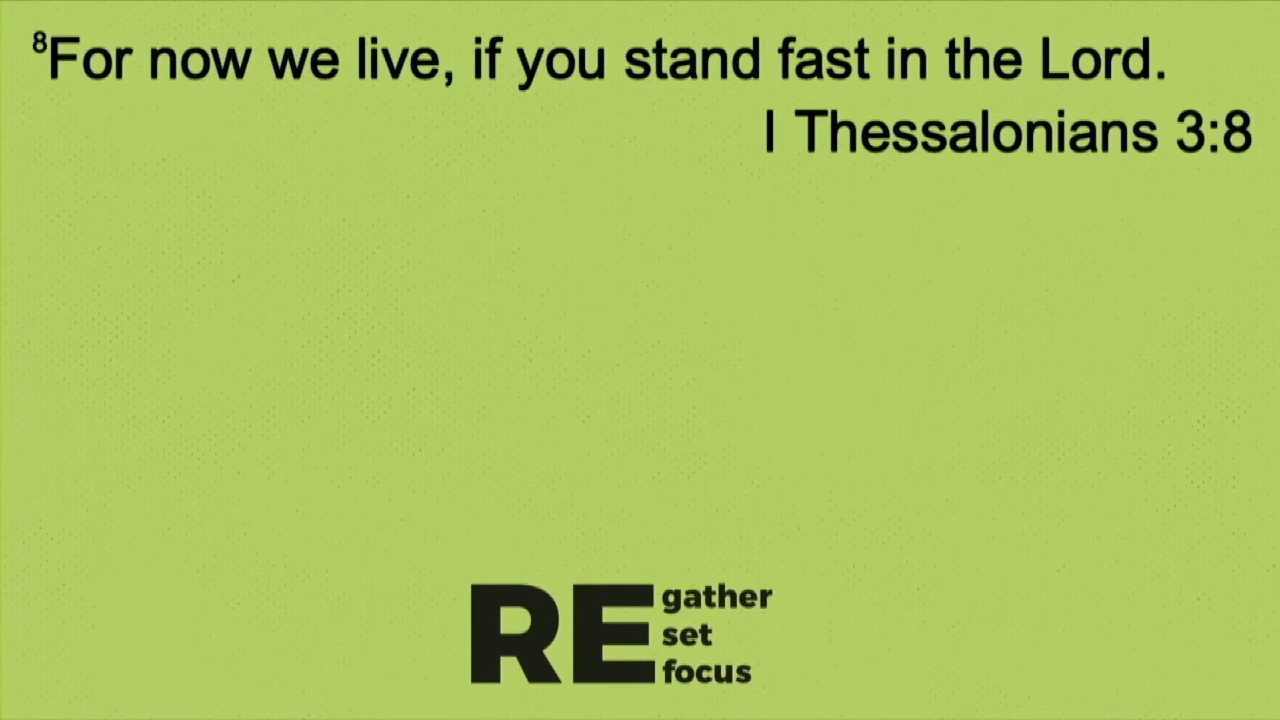 ⁸For now we live, if you stand fast in the Lord.
I Thessalonians 3:8
RE
gather
set
focus